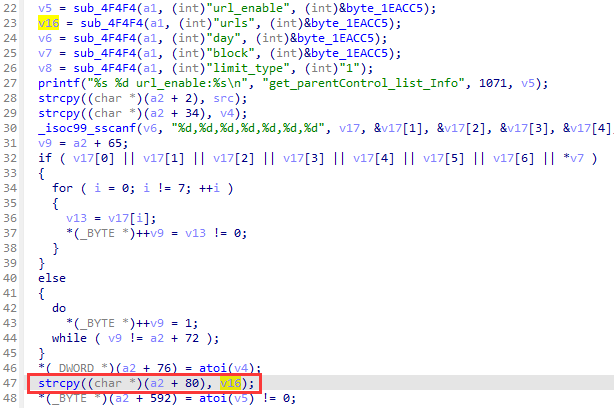 22 v5 = sub_4F4F4(a1, (int)"url_enable", (int)&byte_1EACC5);
23 v16 = sub_4F4F4(a1, (int)"urls", (int)&byte_1EACC5);
24 v6 = sub_4F4F4(a1, (int)"day", (int)&byte_1EACC5);
25 v7 = sub_4F4F4(a1, (int)"block", (int)&byte_1EACC5);
26 v8 = sub_4F4F4(a1, (int)"limit_type", (int)"1");
27 printf("%s %d url_enable:%s\n", "get_parentControl_list_Info", 1071, v5);
28 strcpy((char *)(a2 + 2), src);
29 strcpy((char *)(a2 + 34), v4);
30 _isoc99_sscanf(v6, "%d,%d,%d,%d,%d,%d,%d", v17, &v17[1], &v17[2], &v17[3], &v17[4]
31 v9 = a2 + 65;
32 if ( v17[0] || v17[1] || v17[2] || v17[3] || v17[4] || v17[5] || v17[6] || *v7 )
33 {
34 for ( i = 0; i != 7; ++i )
35 {
36 v13 = v17[i];
37 *(_BYTE *)++v9 = v13 != 0;
38 }
39 }
40 else
41 {
42 do
43 *(_BYTE *)++v9 = 1;
44 while ( v9 != a2 + 72 );
45 }
46 *(_DWORD *)(a2 + 76) = atoi(v4);
47 strcpy((char *)(a2 + 80), v16);
48 *(_BYTE *)(a2 + 592) = atoi(v5) != 0;